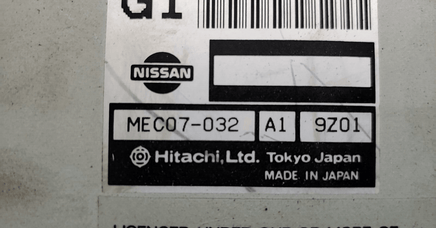 G1
NISSAN
MEC07-032 A1 9Z01
Hitachi, Ltd. Tokyo Japan
MADE IN JAPAN